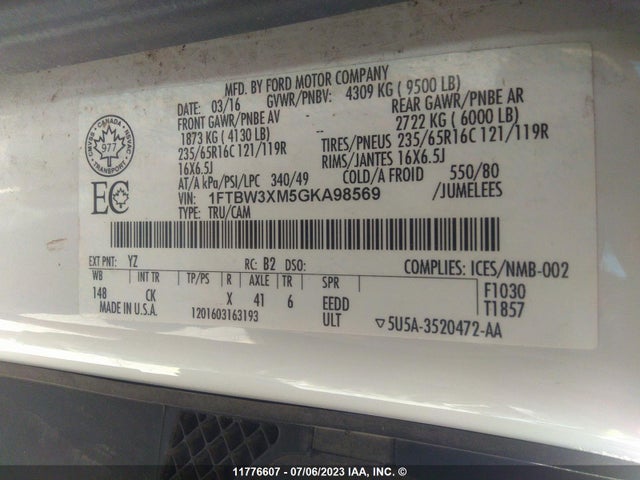 MFD. BY FORD MOTOR COMPANY
DATE: 03/16 GVWR/PNBV: 4309 KG ( 9500 LB)
FRONT GAWR/PNBE AV REAR GAWR/PNBE AR
1873 KG ( 4130 LB) 2722 KG ( 6000 LB)
235/65R16C 121/119R TIRES/PNEUS 235/65R16C 121/119R
16X6.5J RIMS/JANTES 16X6.5J
AT/A kPa/PSI/LPC 340/49 COLD/A FROID 550/80
VIN: 1FTBW3XM5GKA98569 /JUMELEES
TYPE: TRU/CAM
CANADA
977
TRANSPORT
EC
EXT PNT: YZ RC: B2 DSO: COMPLIES: ICES/NMB-002
WB INT TR TP/PS R AXLE TR SPR F1030
148 CK X 41 6 EEDD T1857
MADE IN U.S.A. 1201603163193 ULT ▽5U5A-3520472-AA
11776607 - 07/06/2023 IAA, INC. ©